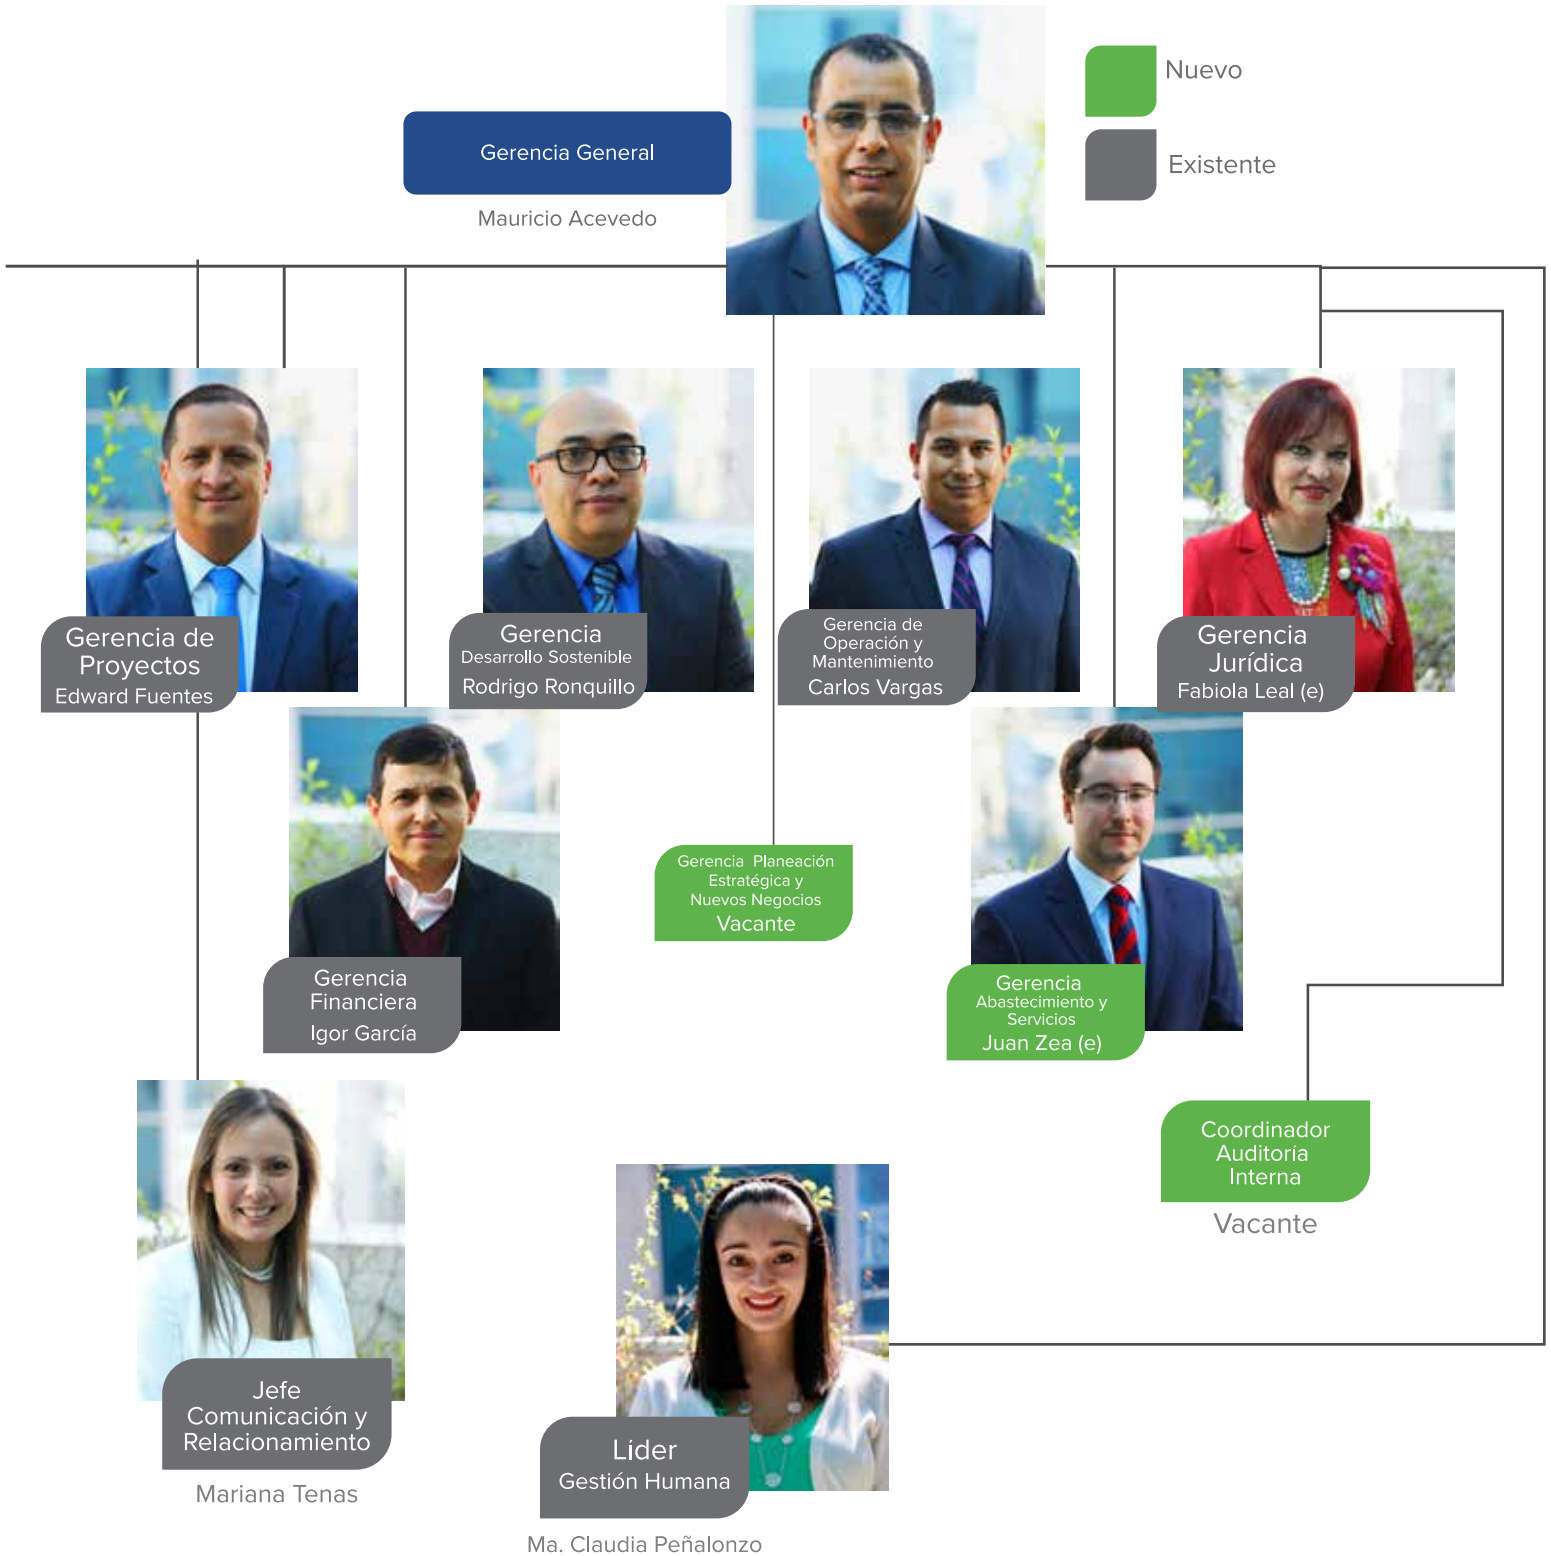 Nuevo
Existente
Gerencia General
Mauricio Acevedo
Gerencia de
Proyectos
Edward Fuentes
Gerencia
Desarrollo Sostenible
Rodrigo Ronquillo
Gerencia de
Operación y
Mantenimiento
Carlos Vargas
Gerencia
Jurídica
Fabiola Leal (e)
Gerencia
Financiera
Igor García
Gerencia Planeación
Estratégica y
Nuevos Negocios
Vacante
Gerencia
Abastecimiento y
Servicios
Juan Zea (e)
Coordinador
Auditoría
Interna
Vacante
Jefe
Comunicación y
Relacionamiento
Mariana Tenas
Líder
Gestión Humana
Ma. Claudia Peñalonzo